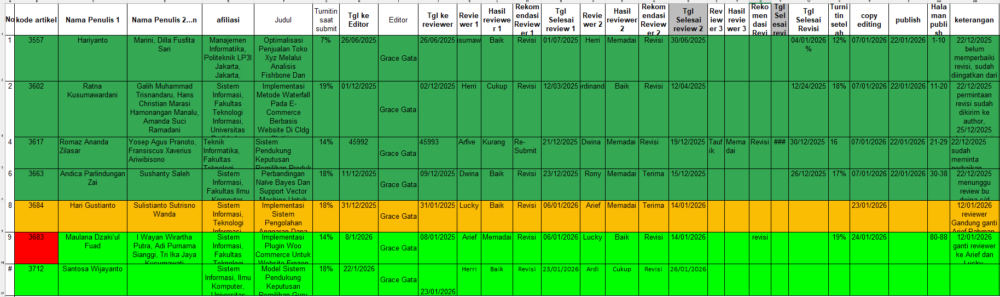 No kode artikel Nama Penulis 1 Nama Penulis 2...n afiliasi Judul Turnitin saat submit Tgl ke Editor Editor Tgl ke reviewer Revie wer 1 Hasil reviewe r 1 Rekom endasi Review er 1 Tgl Selesai review 1 Revie wer 2 Hasil reviewer 2 Rekom endasi Review er 2 Tgl Selesai review 2 Rev iew er 3 Hasil review er 3 Reko men dasi Revi Tgl Sel esai revi Tgl Selesai Revisi Turni tin setel ah copy editing publish Hala man publi sh keterangan
1 3557 Hariyanto Marini, Dilla Fusfita Sari Manajemen Informatika, Politeknik LP3I Jakarta, Jakarta, Optimalisasi Penjualan Toko Xyz Melalui Analisis Fishbone Dan 7% 26/06/2025 Grace Gata 26/06/2025 Baik Revisi 01/07/2025 Herri Memadai Revisi 30/06/2025 04/01/2026 % 12% 07/01/2026 22/01/2026 1-10 22/12/2025 belum memperbaiki revisi, sudah diingatkan dari
2 3602 Ratna Kusumawardani Galih Muhammad Trisnandaru, Hans Christian Marasi Hamonangan Manalu, Amanda Suci Ramadani Sistem Informasi, Fakultas Teknologi Informasi, Universitas Implementasi Metode Waterfall Pada E-Commerce Berbasis Website Di Cldg 19% 01/12/2025 Grace Gata 02/12/2025 Herri Cukup Revisi 12/03/2025 erdinand Baik Revisi 12/04/2025 12/24/2025 18% 07/01/2026 22/01/2026 11-20 22/12/2025 permintaan revisi sudah dikirim ke author, 25/12/2025
4 3617 Romaz Ananda Zilasar Yosep Agus Pranoto, Fransiscus Xaverius Ariwibisono Teknik Informatika, Fakultas Teknologi Sistem Pendukung Keputusan Pemilihan Produk 14% 45992 Grace Gata 45993 Arfive Kurang Re-Submit 21/12/2025 Dwina Memadai Revisi 19/12/2025 Tauf ik Mema dai Revisi ### 30/12/2025 16 07/01/2026 22/01/2026 21-29 22/12/2025 sudah meminta perbaikan
6 3663 Andica Parlindungan Zai Sushanty Saleh Sistem Informasi, Fakultas Ilmu Komputer Perbandingan Naïve Bayes Dan Support Vector Machine Untuk 18% 11/12/2025 Grace Gata 09/12/2025 Dwina Baik Revisi 23/12/2025 Rony Memadai Terima 15/12/2025 26/12/2025 17% 07/01/2026 22/01/2026 30-38 22/12/2025 menunggu review bu dwina s/d
8 3684 Hari Gustianto Sulistianto Sutrisno Wanda Sistem Informasi, Teknologi Informasi Implementasi Sistem Pengolahan Anggaran Dana 18% 31/12/2025 Grace Gata 31/01/2025 Lucky Baik Revisi 06/01/2026 Arief Memadai Terima 14/01/2026 23/01/2026 12/01/2026 reviewer Gandung ganti Arief Rahman
9 3683 Maulana Dzaki'ul Fuad I Wayan Wirartha Putra, Adi Purnama Sianggi, Tri Ika Jaya Kusumawati Sistem Informasi, Fakultas Teknologi Implementasi Plugin Woo Commerce Untuk Website Frozen 14% 8/1/2026 Grace Gata 08/01/2025 Arief Memadai Revisi 06/01/2026 Lucky Baik Revisi 14/01/2026 revisi 19% 24/01/2026 80-88 12/01/2026 ganti reviewer ke Arief dan Lucky
# 3712 Santosa Wijayanto Sistem Informasi, Ilmu Komputer, Universitas Model Sistem Pendukung Keputusan Pemilihan Guru 18% 22/1/2026 Grace Gata 23/01/2026 Herri Baik Revisi 23/01/2026 Ardi Cukup Revisi 26/01/2026